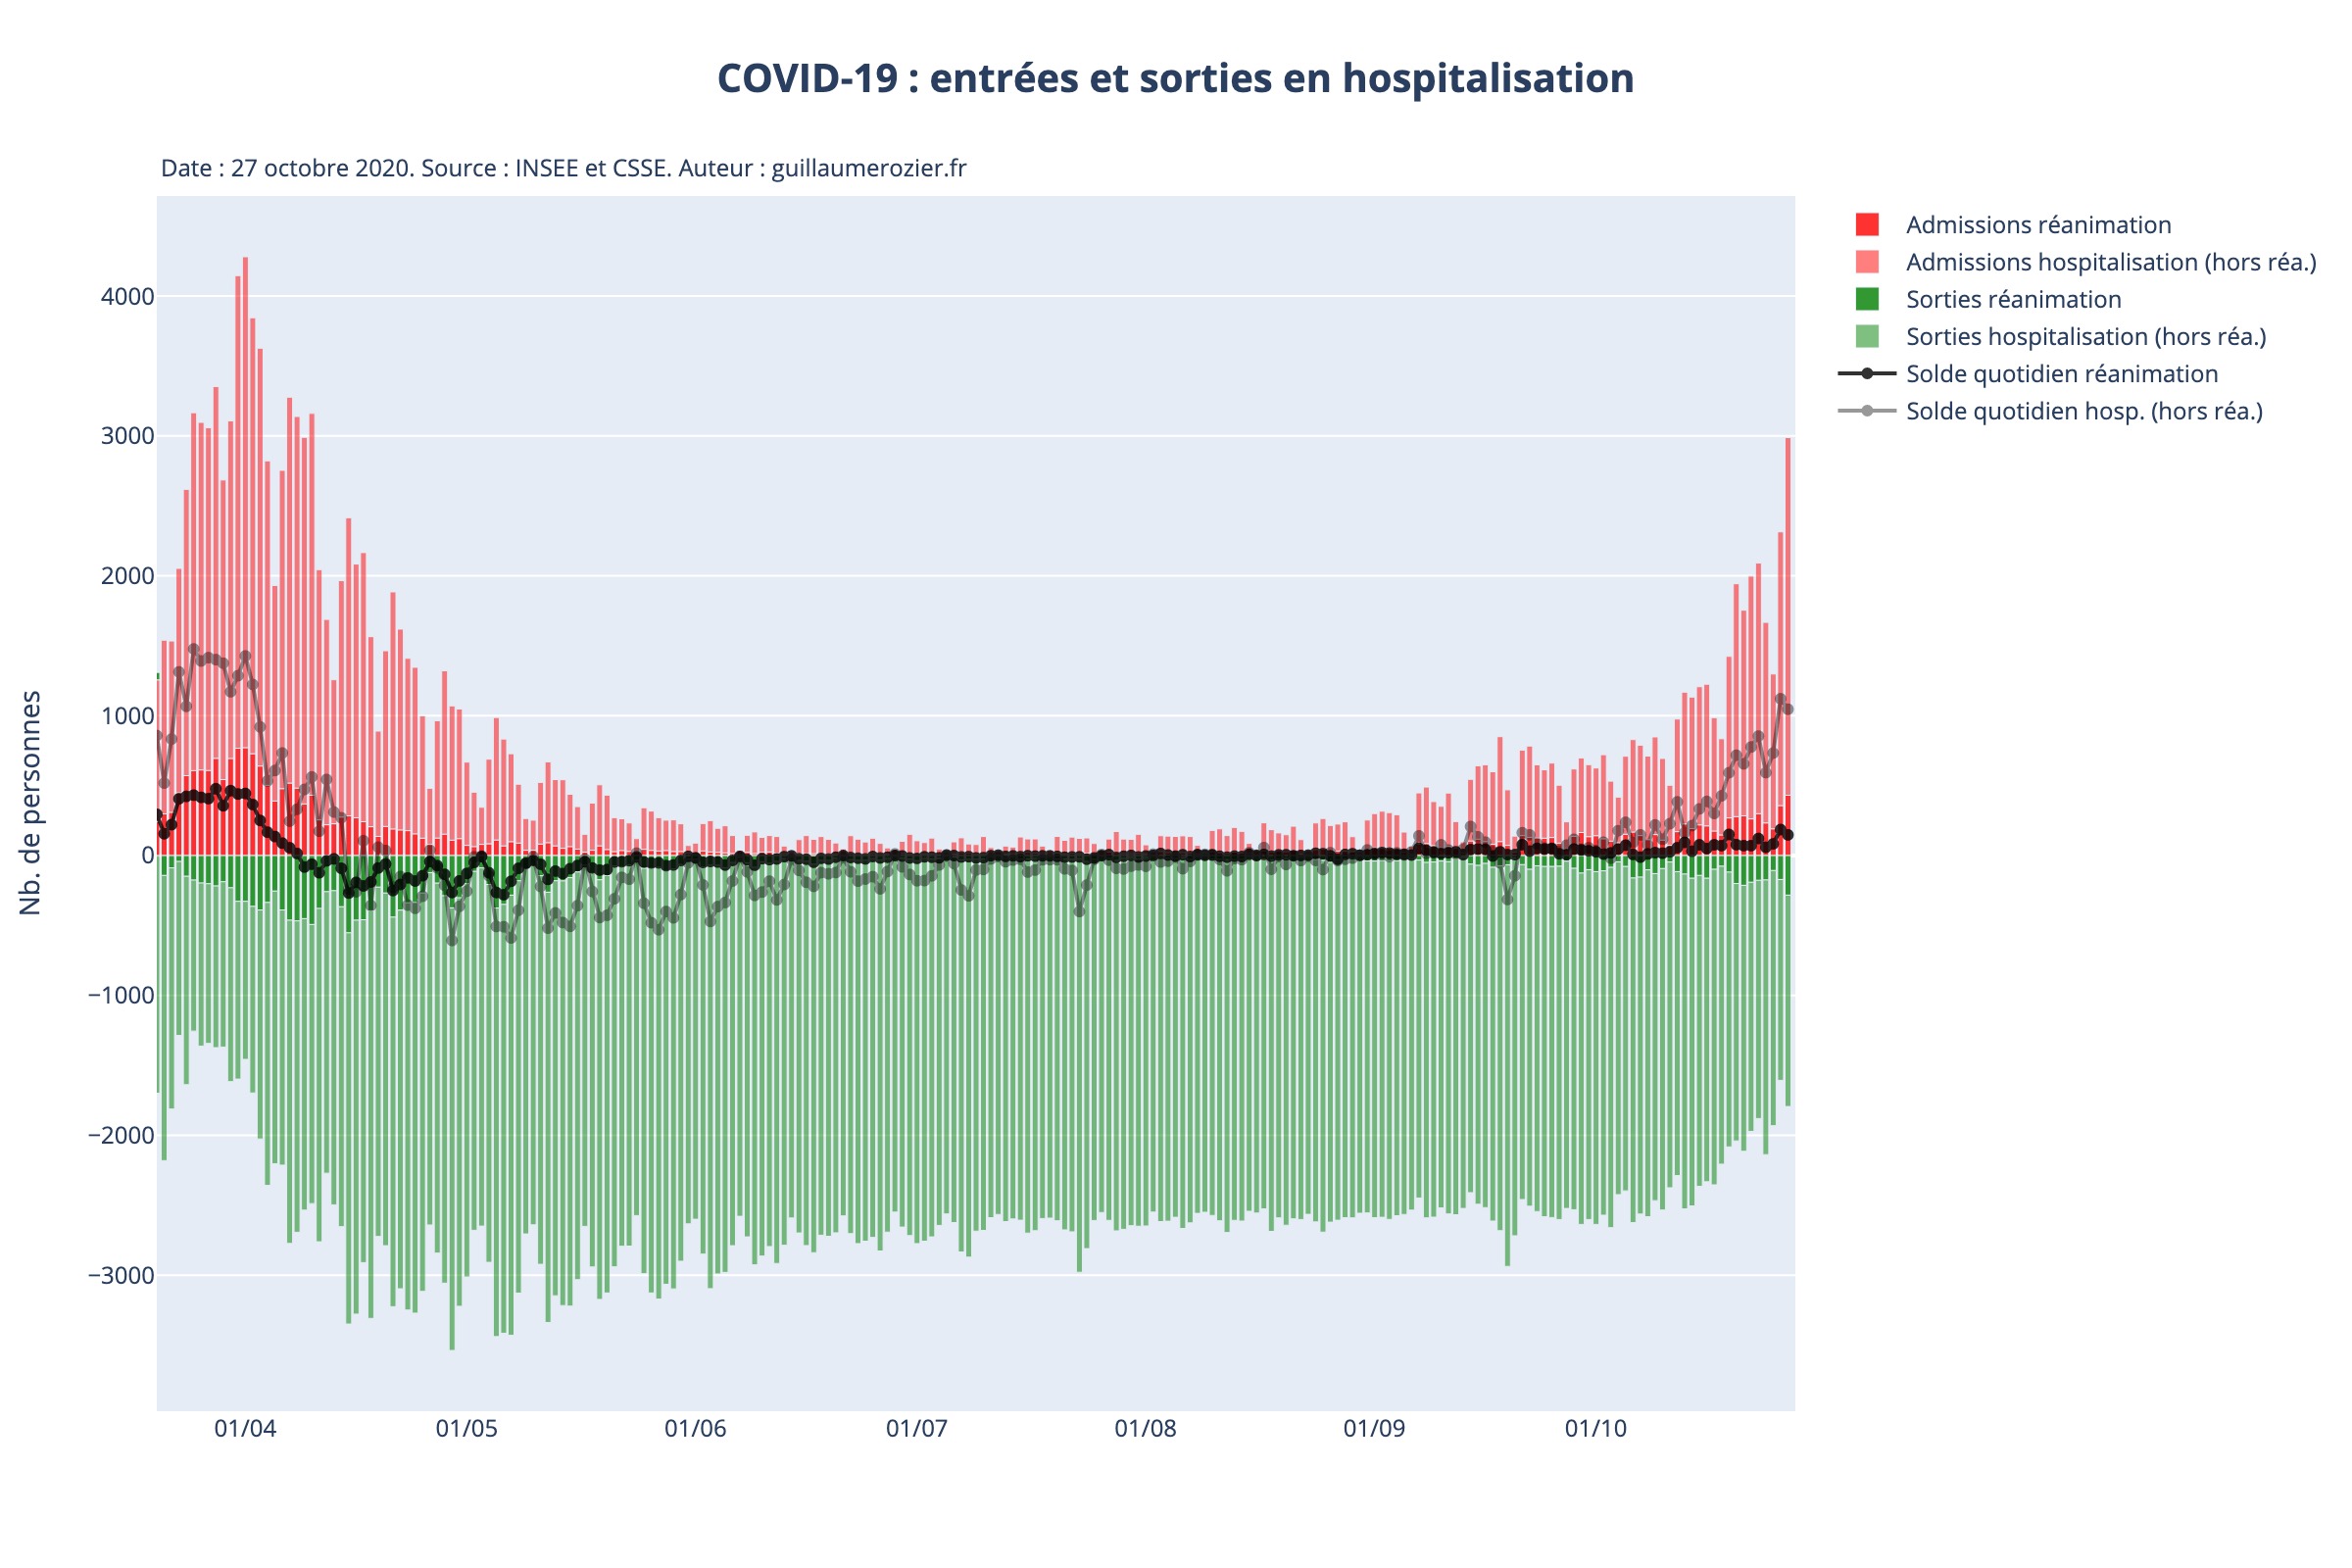 COVID-19 : entrées et sorties en hospitalisation
Date : 27 octobre 2020. Source : INSEE et CSSE. Auteur : guillaumerozier.fr
Admissions réanimation
Admissions hospitalisation (hors réa.)
Sorties réanimation
Sorties hospitalisation (hors réa.)
Solde quotidien réanimation
Solde quotidien hosp. (hors réa.)
Nb. de personnes
4000
3000
2000
1000
0
−1000
−2000
−3000
01/04 01/05 01/06 01/07 01/08 01/09 01/10